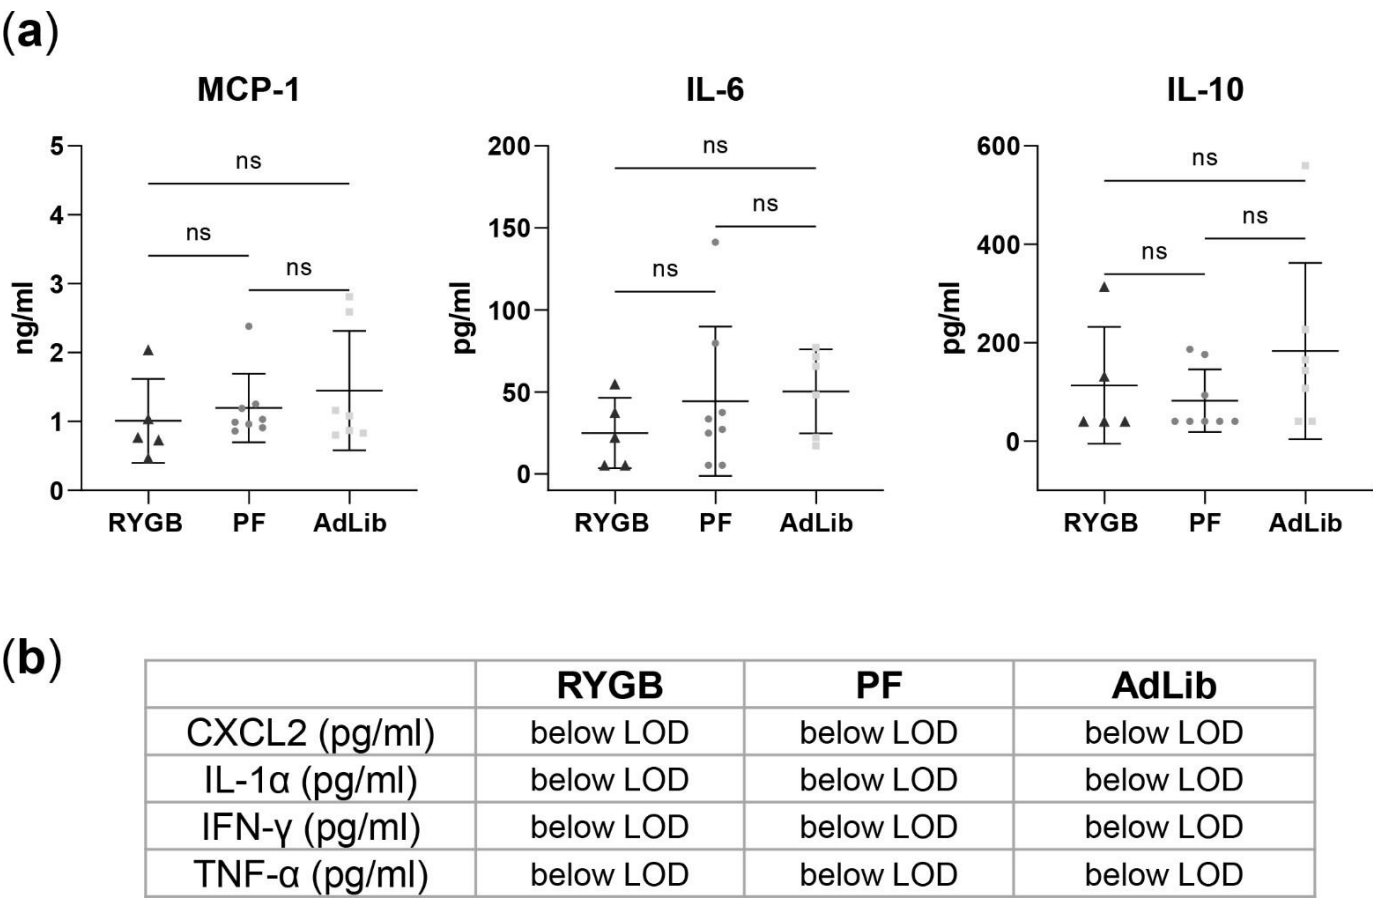 (a)
MCP-1
IL-6
IL-10
5
4
3
2
1
0
ng/ml
ns
ns
ns
RYGB PF AdLib
200
150
100
50
0
pg/ml
ns
ns
ns
RYGB PF AdLib
600
400
200
0
pg/ml
ns
ns
ns
RYGB PF AdLib
(b)
RYGB PF AdLib
CXCL2 (pg/ml) below LOD below LOD below LOD
IL-1α (pg/ml) below LOD below LOD below LOD
IFN-γ (pg/ml) below LOD below LOD below LOD
TNF-α (pg/ml) below LOD below LOD below LOD